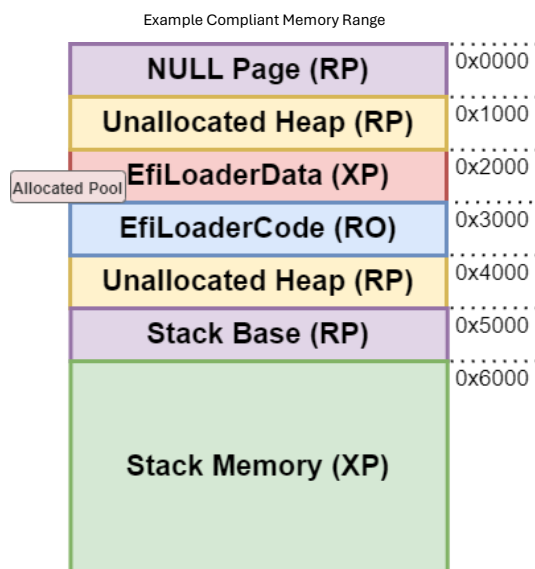 Example Compliant Memory Range
NULL Page (RP)
0x0000
Unallocated Heap (RP)
0x1000
EfiLoaderData (XP)
0x2000
Allocated Pool
EfiLoaderCode (RO)
0x3000
Unallocated Heap (RP)
0x4000
Stack Base (RP)
0x5000
0x6000
Stack Memory (XP)